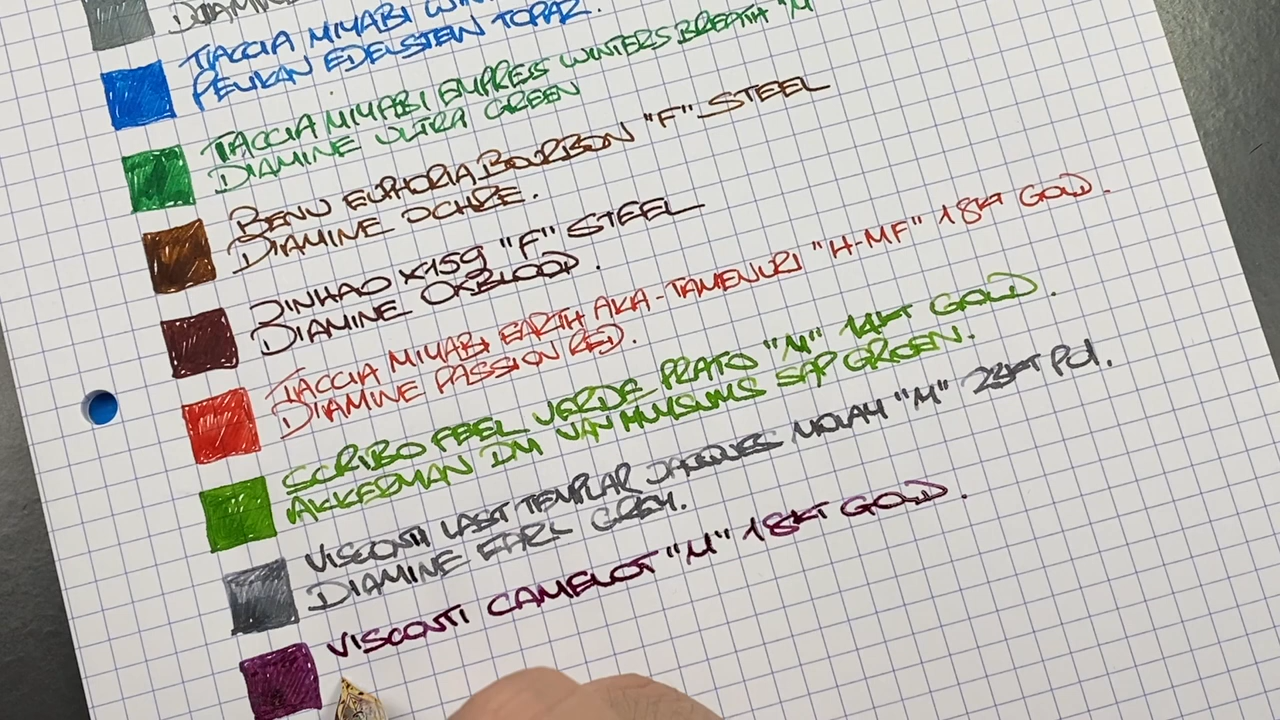 DIAMINE
TACCIA MIYABI WIN
PELIKAN EDELSTEIN TOPAZ.
TACCIA MIYABI EMPRESS WINTERS BREATH "M
DIAMINE ULTRA GREEN
BENU EUPHORIA BOURBON "F" STEEL
DIAMINE OCHRE.
JINHAO X159 "F" STEEL
DIAMINE OXBLOOD.
TACCIA MIYABI EARTH AKA-TAMENURI "H-MF" 18KT GOLD.
DIAMINE PASSION RED.
SCRIBO FEEL VERDE PRATO "M" 14KT GOLD.
AKKERMAN DM VAN HUYSUMS SAP GROEN.
VISCONTI LAST TEMPLAR JACQUES MOLAY "M" 23KT Pd.
DIAMINE EARL GREY.
VISCONTI CAMELOT "M" 18KT GOLD.